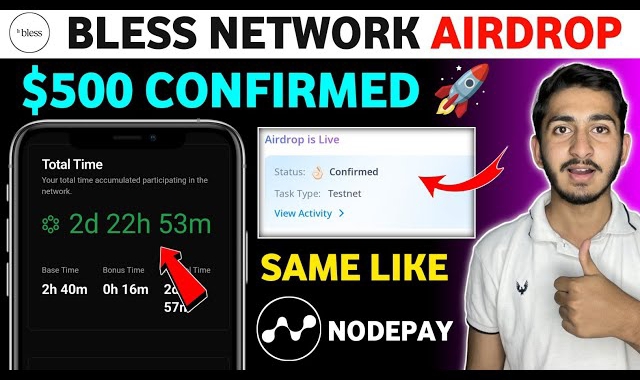 bless
BLESS NETWORK AIRDROP
$500 CONFIRMED
Total Time
Your total time accumulated participating in the
network.
2d 22h 53m
Base Time
Bonus Time
Time
2h 40m
0h 16m
57m
Airdrop is Live
Status: 👌🏻 Confirmed
Task Type: Testnet
View Activity >
SAME LIKE
NODEPAY